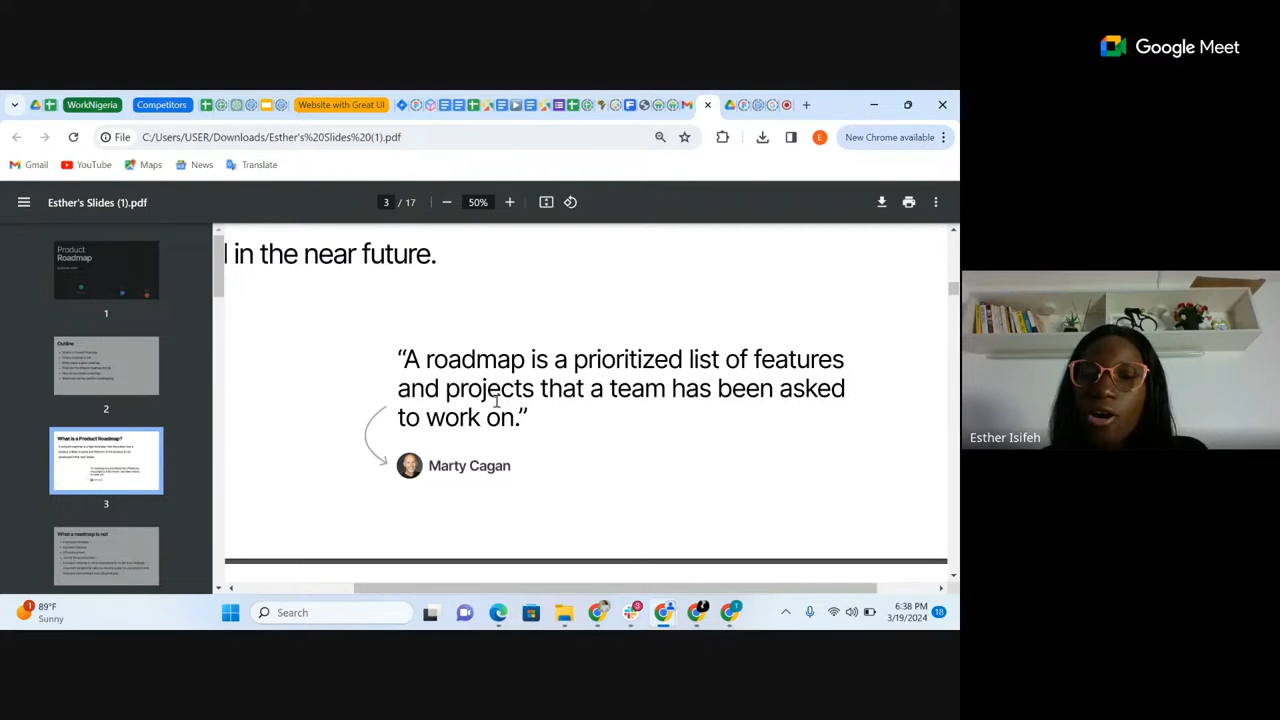 Google Meet
WorkNigeria
Competitors
Website with Great UI
File
C:/Users/USER/Downloads/Esther's%20Slides%20(1).pdf
E
New Chrome available
Gmail
YouTube
Maps
News
Translate
Esther's Slides (1).pdf
3 / 17
50%
Product
Roadmap
1
Outline
2
What is a Product Roadmap?
3
What a roadmap is not
in the near future.
“A roadmap is a prioritized list of features
and projects that a team has been asked
to work on.”
Marty Cagan
Esther Isifeh
1
89°F
Sunny
Search
3
6:38 PM
3/19/2024
18